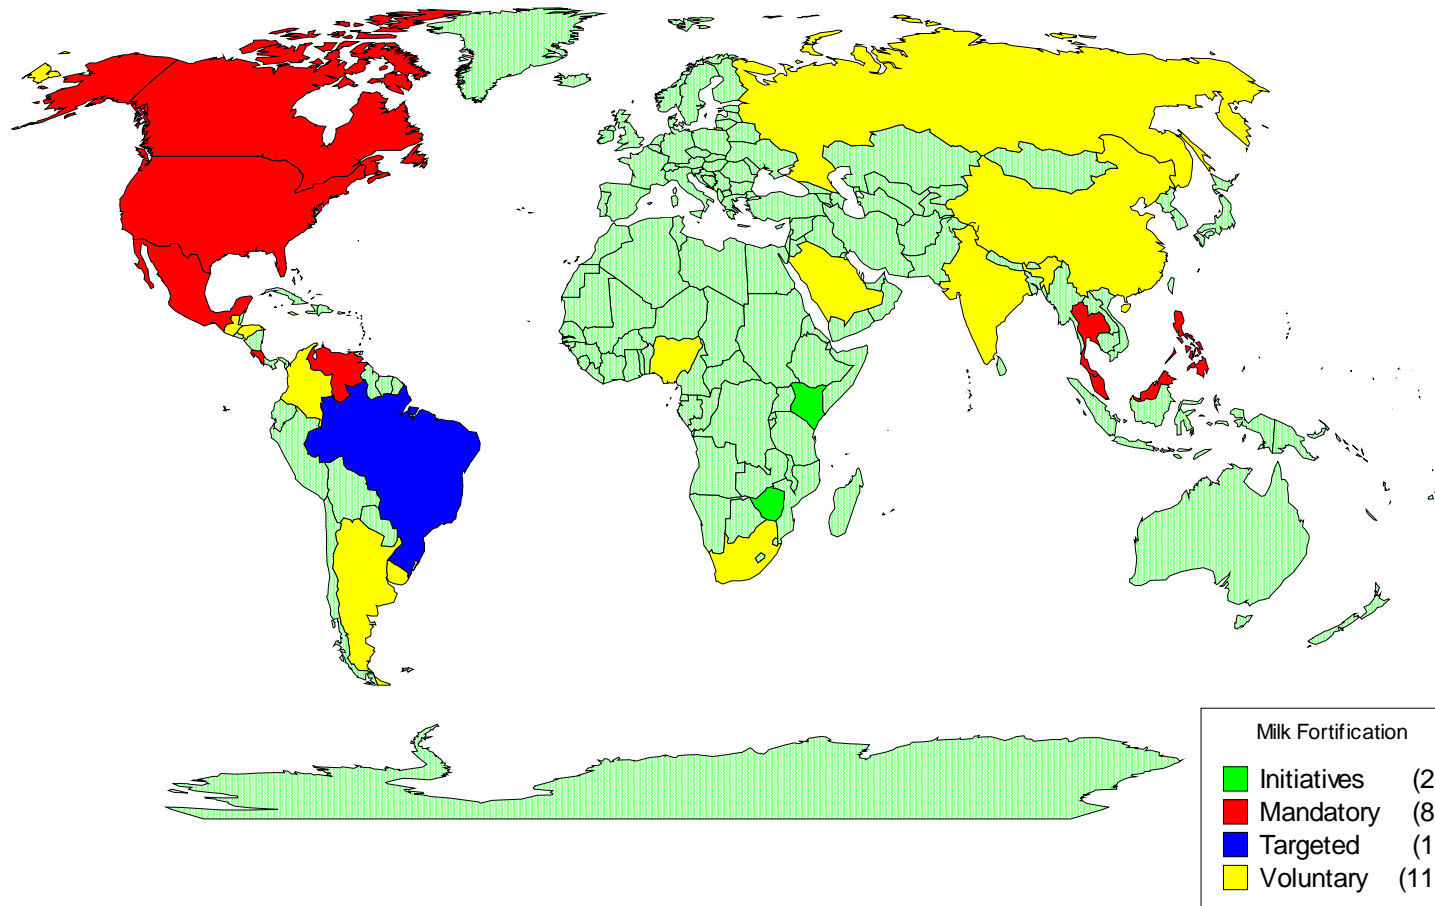 Milk Fortification
Initiatives (2
Mandatory (8
Targeted (1
Voluntary (11